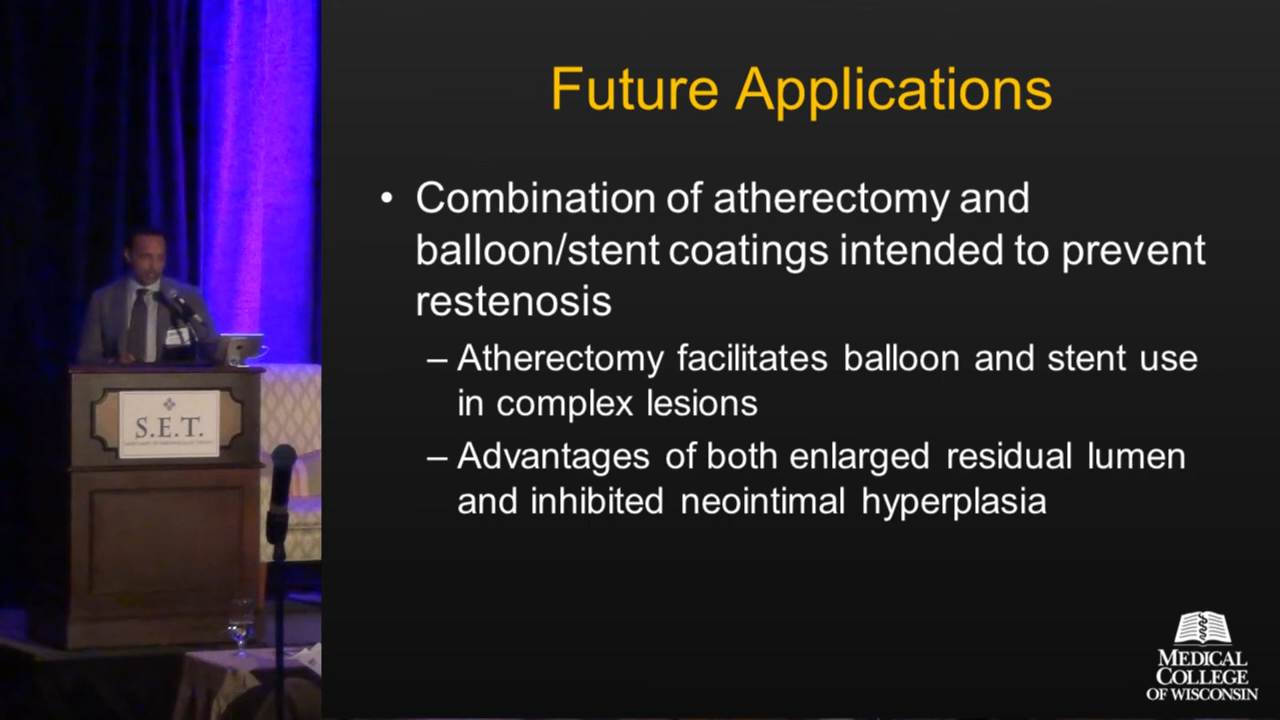 Future Applications
• Combination of atherectomy and
balloon/stent coatings intended to prevent
restenosis
– Atherectomy facilitates balloon and stent use
in complex lesions
– Advantages of both enlarged residual lumen
and inhibited neointimal hyperplasia
S.E.T.
MEDICAL
COLLEGE
OF WISCONSIN